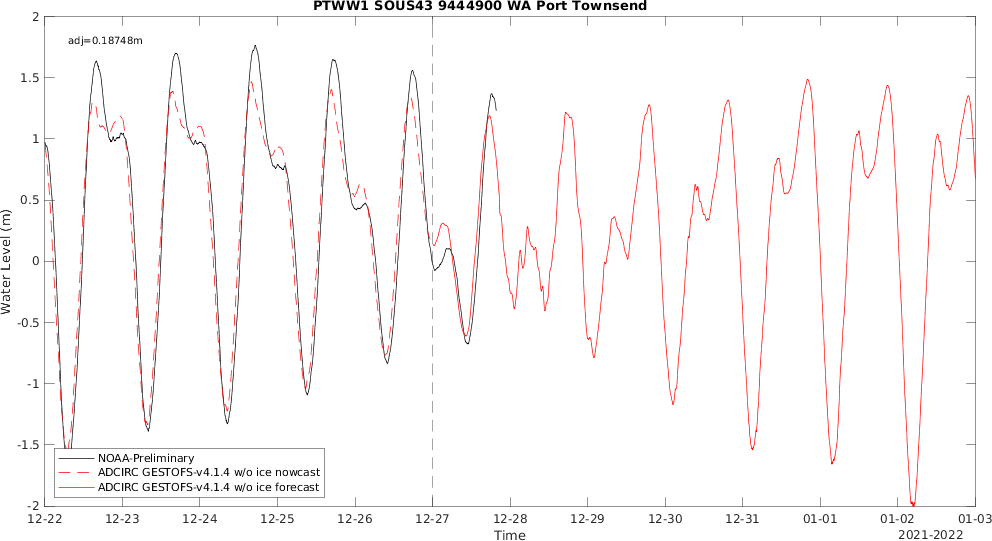 PTWW1 SOUS43 9444900 WA Port Townsend
adj=0.18748m
2
1.5
1
0.5
0
-0.5
-1
-1.5
-2
Water Level (m)
NOAA-Preliminary
ADCIRC GESTOFS-v4.1.4 w/o ice nowcast
ADCIRC GESTOFS-v4.1.4 w/o ice forecast
12-22 12-23 12-24 12-25 12-26 12-27 12-28 12-29 12-30 12-31 01-01 01-02 01-03
Time
2021-2022